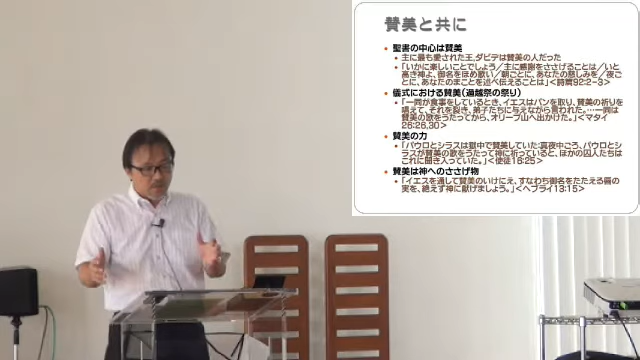 賛美と共に
聖書の中心は賛美
主に最も愛された王、ダビデは賛美の人だった
「いかに楽しいことでしょう/主に感謝をささげることは/いと
高き神よ、御名をほめ歌い/朝ごとに、あなたの慈しみを/夜ご
とに、あなたのまことを述べ伝えることは」<詩篇92:2-3>
儀式における賛美(過越祭の祭り)
「一同が食事をしているとき、イエスはパンを取り、賛美の祈りを
唱えて、それを裂き、弟子たちに与えながら言われた。…一同は
賛美の歌をうたってから、オリーブ山へ出かけた。」<マタイ
26:26,30>
賛美の力
「パウロとシラスは獄中で賛美していた:真夜中ごろ、パウロとシ
ラスが賛美の歌をうたって神に祈っていると、ほかの囚人たちは
これに聞き入っていた。」<使徒16:25>
賛美は神へのささげ物
「イエスを通して賛美のいけにえ、すなわち御名をたたえる唇の
実を、絶えず神に献げましょう。」<ヘブライ13:15>